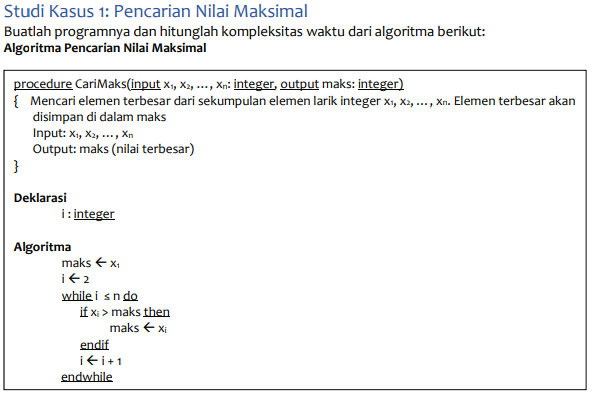 Studi Kasus 1: Pencarian Nilai Maksimal
Buatlah programnya dan hitunglah kompleksitas waktu dari algoritma berikut:
Algoritma Pencarian Nilai Maksimal
procedure CariMaks(input x₁, x₂, ..., xₙ: integer, output maks: integer)
{ Mencari elemen terbesar dari sekumpulan elemen larik integer x₁, x₂, ..., xₙ. Elemen terbesar akan
disimpan di dalam maks
Input: x₁, x₂, ..., xₙ
Output: maks (nilai terbesar)
}
Deklarasi
i : integer
Algoritma
maks ← x₁
i ← 2
while i ≤ n do
if xᵢ > maks then
maks ← xᵢ
endif
i ← i + 1
endwhile